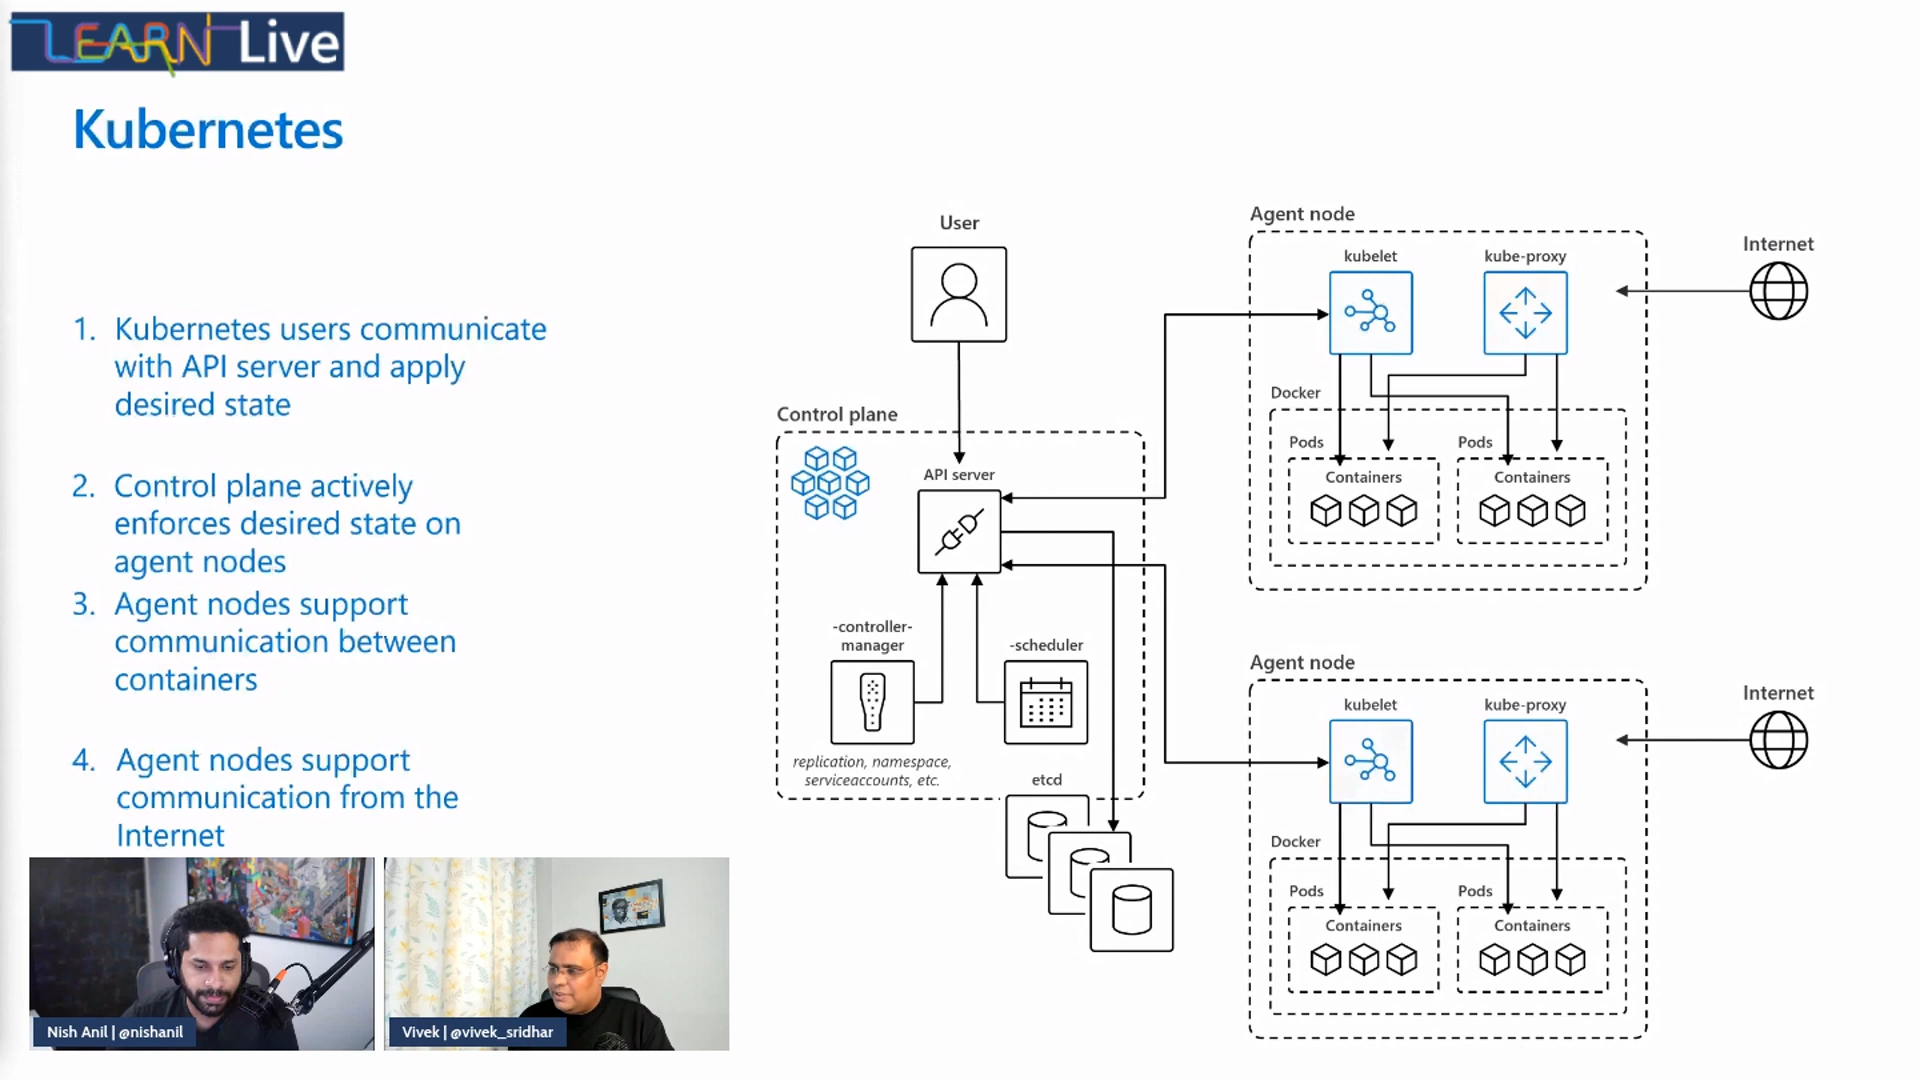 LEARN Live
Kubernetes
1. Kubernetes users communicate
with API server and apply
desired state
2. Control plane actively
enforces desired state on
agent nodes
3. Agent nodes support
communication between
containers
4. Agent nodes support
communication from the
Internet
User
Control plane
API server
-controller-
manager
-scheduler
replication, namespace,
serviceaccounts, etc.
etcd
Agent node
kubelet
kube-proxy
Internet
Docker
Pods
Pods
Containers
Containers
Agent node
kubelet
kube-proxy
Internet
Docker
Pods
Pods
Containers
Containers
Nish Anil | @nishanil
Vivek | @vivek_sridhar